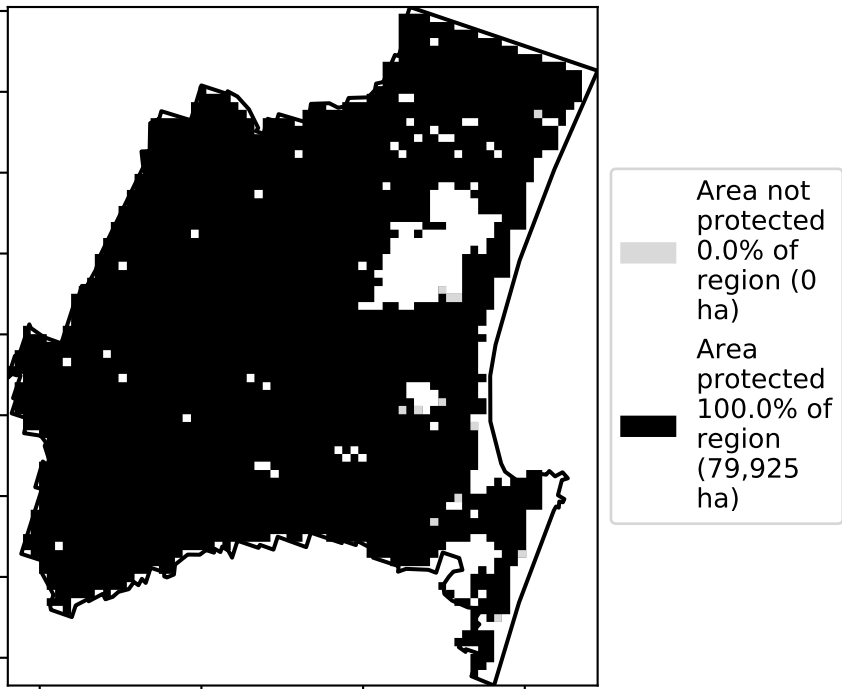 Area not
protected
0.0% of
region (0
ha)
Area
protected
100.0% of
region
(79,925
ha)